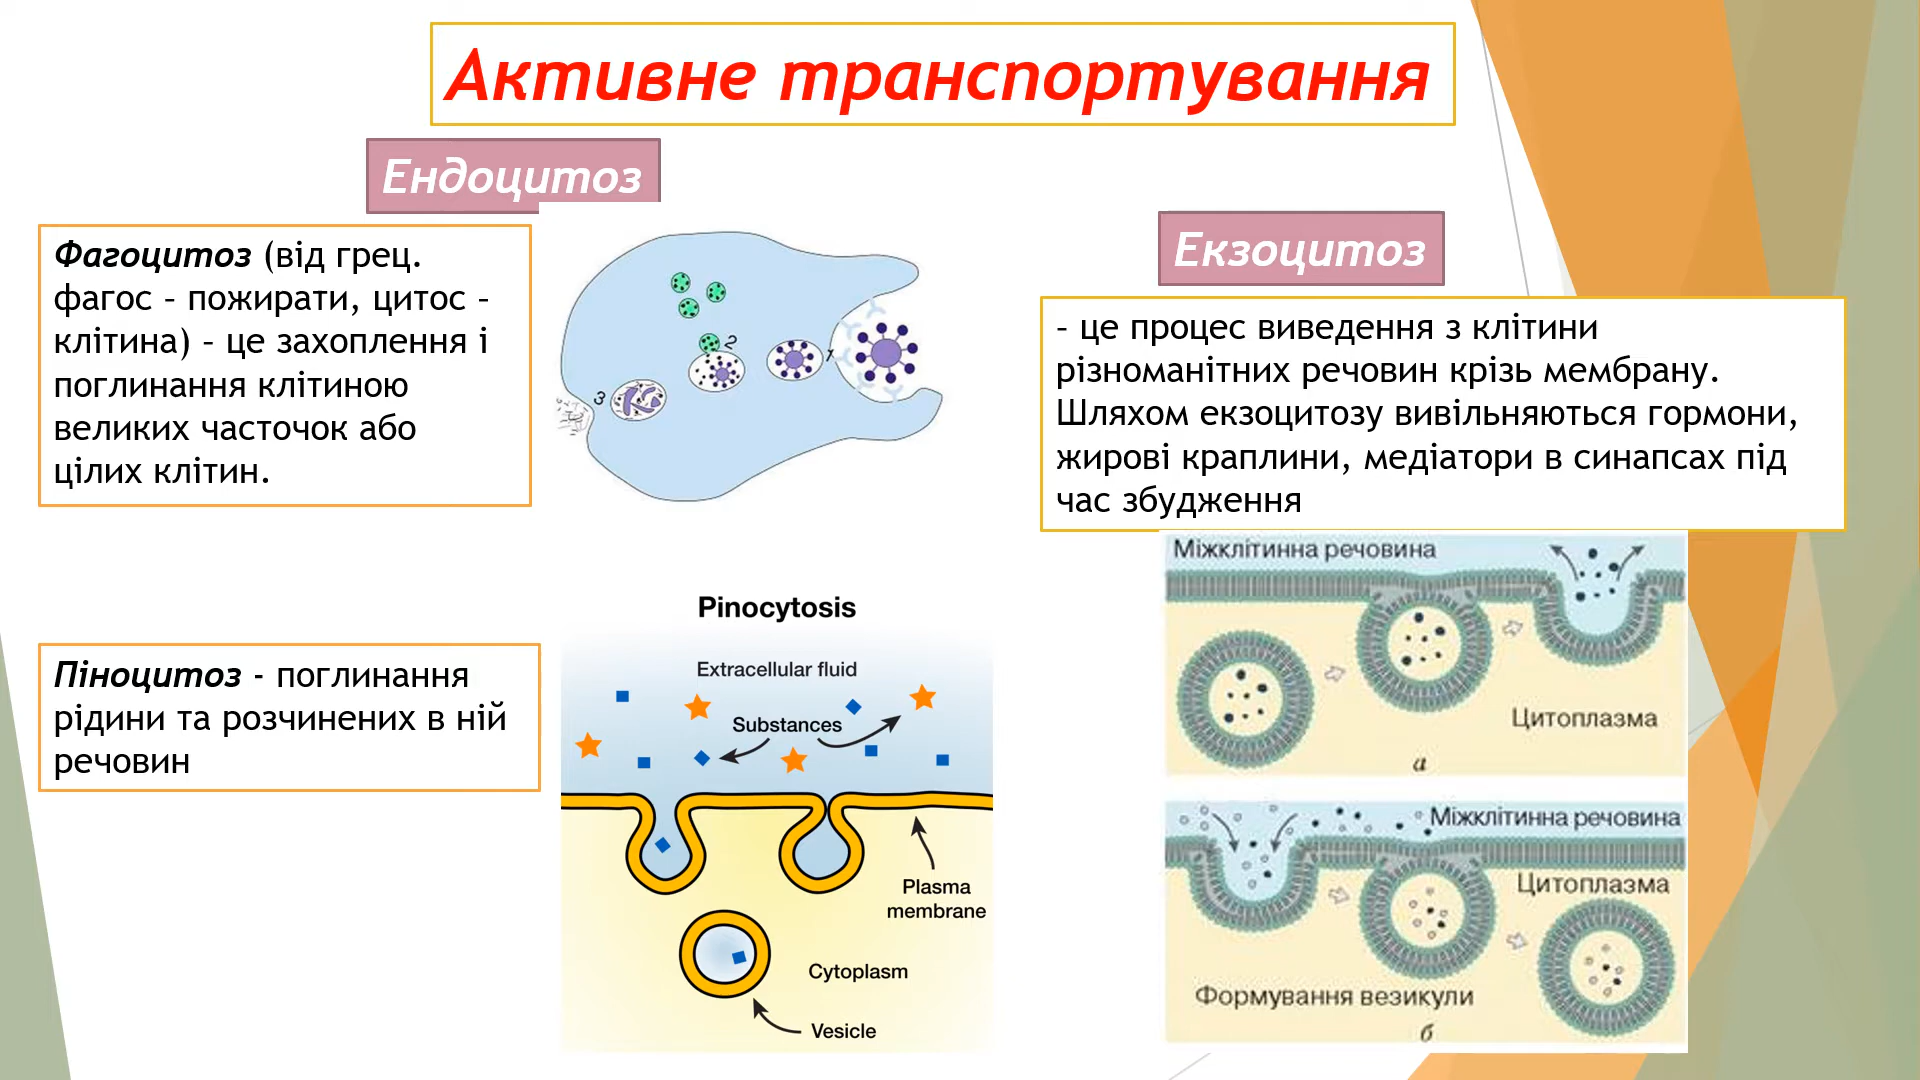 Активне транспортування
Ендоцитоз
Фагоцитоз (від грец.
фагос – пожирати, цитос –
клітина) – це захоплення і
поглинання клітиною
великих часточок або
цілих клітин.
1
2
3
Піноцитоз - поглинання
рідини та розчинених в ній
речовин
Pinocytosis
Extracellular fluid
Substances
Plasma
membrane
Cytoplasm
Vesicle
Екзоцитоз
– це процес виведення з клітини
різноманітних речовин крізь мембрану.
Шляхом екзоцитозу вивільняються гормони,
жирові краплини, медіатори в синапсах під
час збудження
Міжклітинна речовина
Цитоплазма
а
Міжклітинна речовина
Цитоплазма
Формування везикули
б